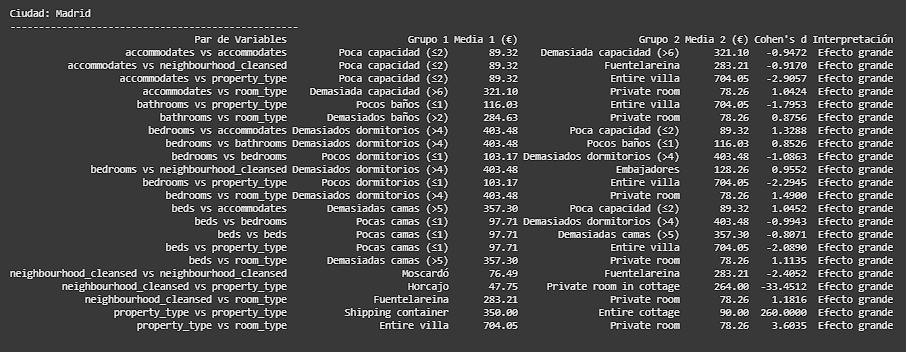 Ciudad: Madrid
--------------------------------------------------
Par de Variables Grupo 1 Media 1 (€) Grupo 2 Media 2 (€) Cohen's d Interpretación
accommodates vs accommodates Poca capacidad (≤2) 89.32 Demasiada capacidad (>6) 321.10 -0.9472 Efecto grande
accommodates vs neighbourhood_cleansed Poca capacidad (≤2) 89.32 Fuentelareina 283.21 -0.9170 Efecto grande
accommodates vs property_type Poca capacidad (≤2) 89.32 Entire villa 704.05 -2.9057 Efecto grande
accommodates vs room_type Demasiada capacidad (>6) 321.10 Private room 78.26 1.0424 Efecto grande
bathrooms vs property_type Pocos baños (≤1) 116.03 Entire villa 704.05 -1.7953 Efecto grande
bathrooms vs room_type Demasiados baños (>2) 284.63 Private room 78.26 0.8756 Efecto grande
bedrooms vs accommodates Demasiados dormitorios (>4) 403.48 Poca capacidad (≤2) 89.32 1.3288 Efecto grande
bedrooms vs bathrooms Demasiados dormitorios (>4) 403.48 Pocos baños (≤1) 116.03 0.8526 Efecto grande
bedrooms vs bedrooms Pocos dormitorios (≤1) 103.17 Demasiados dormitorios (>4) 403.48 -1.0863 Efecto grande
bedrooms vs neighbourhood_cleansed Demasiados dormitorios (>4) 403.48 Embajadores 128.26 0.9552 Efecto grande
bedrooms vs property_type Pocos dormitorios (≤1) 103.17 Entire villa 704.05 -2.2945 Efecto grande
bedrooms vs room_type Demasiados dormitorios (>4) 403.48 Private room 78.26 1.4900 Efecto grande
beds vs accommodates Demasiadas camas (>5) 357.30 Poca capacidad (≤2) 89.32 1.0452 Efecto grande
beds vs bedrooms Pocas camas (≤1) 97.71 Demasiados dormitorios (>4) 403.48 -0.9943 Efecto grande
beds vs beds Pocas camas (≤1) 97.71 Demasiadas camas (>5) 357.30 -0.8071 Efecto grande
beds vs property_type Pocas camas (≤1) 97.71 Entire villa 704.05 -2.0890 Efecto grande
beds vs room_type Demasiadas camas (>5) 357.30 Private room 78.26 1.1135 Efecto grande
neighbourhood_cleansed vs neighbourhood_cleansed Moscardó 76.49 Fuentelareina 283.21 -2.4052 Efecto grande
neighbourhood_cleansed vs property_type Horcajo 47.75 Private room in cottage 264.00 -33.4512 Efecto grande
neighbourhood_cleansed vs room_type Fuentelareina 283.21 Private room 78.26 1.1816 Efecto grande
property_type vs property_type Shipping container 350.00 Entire cottage 90.00 260.0000 Efecto grande
property_type vs room_type Entire villa 704.05 Private room 78.26 3.6035 Efecto grande